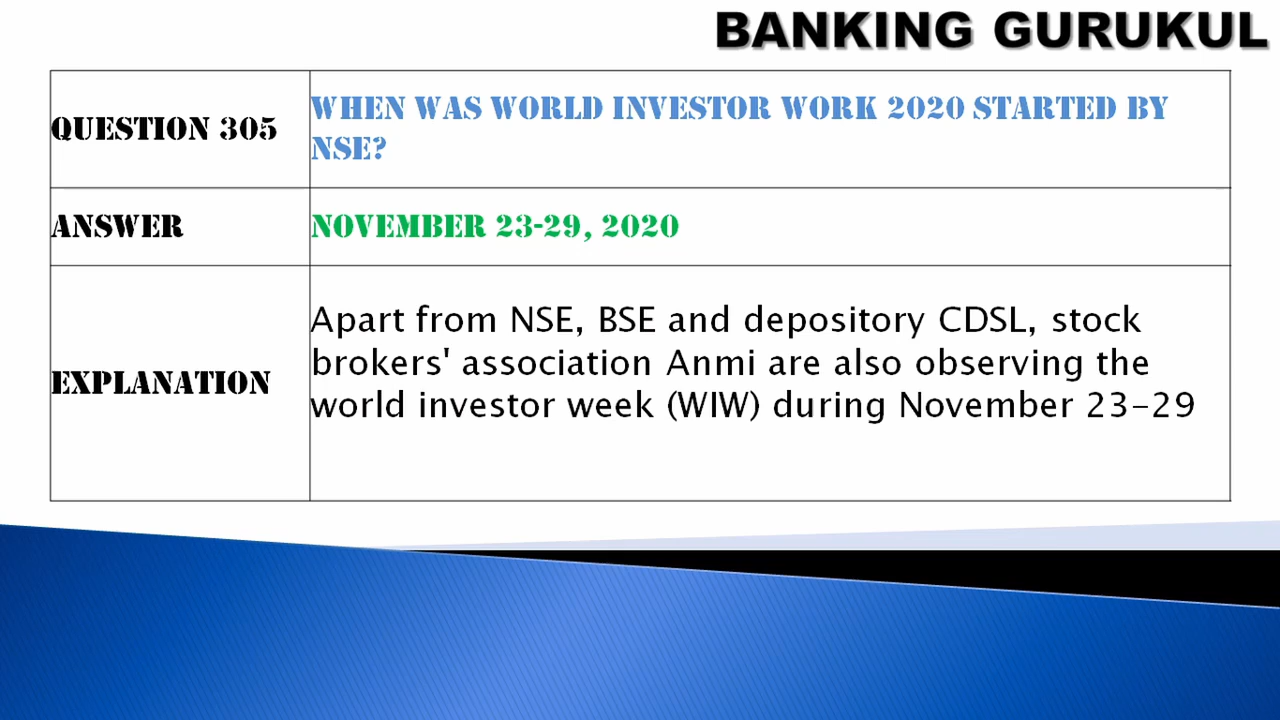 BANKING GURUKUL
QUESTION 305
WHEN WAS WORLD INVESTOR WORK 2020 STARTED BY
NSE?
ANSWER
NOVEMBER 23-29, 2020
EXPLANATION
Apart from NSE, BSE and depository CDSL, stock
brokers' association Anmi are also observing the
world investor week (WIW) during November 23-29